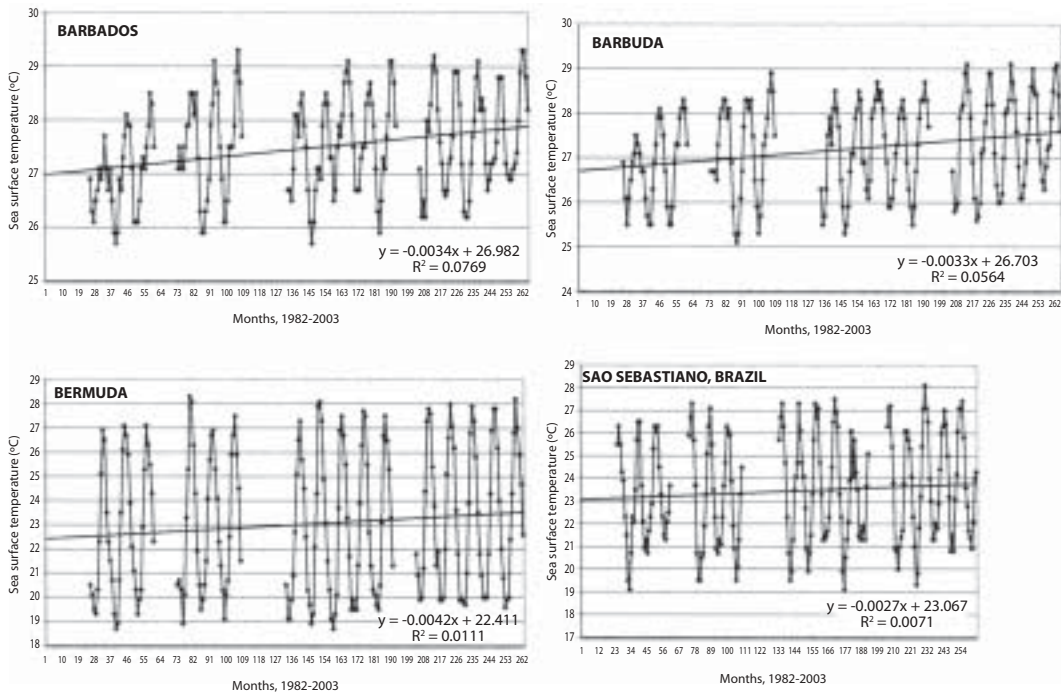 BARBADOS
Sea surface temperature (ºC)
30
29
28
27
26
25
y = -0.0034x + 26.982
R² = 0.0769
1 10 19 28 37 46 55 64 73 82 91 100 109 136 145 154 163 172 181 190 208 217 226 235 244 253 262
Months, 1982-2003
BARBUDA
Sea surface temperature (ºC)
30
29
28
27
26
25
24
y = -0.0033x + 26.703
R² = 0.0564
1 10 19 28 37 46 55 64 73 82 91 100 109 136 145 154 163 172 181 190 208 217 226 235 244 253 262
Months, 1982-2003
BERMUDA
Sea surface temperature (ºC)
29
28
27
26
25
24
23
22
21
20
19
18
y = -0.0042x + 22.411
R² = 0.0111
1 10 19 28 37 46 55 64 73 82 91 100 109 136 145 154 163 172 181 190 208 217 226 235 244 253 262
Months, 1982-2003
SAO SEBASTIANO, BRAZIL
Sea surface temperature (ºC)
29
28
27
26
25
24
23
22
21
20
19
18
17
y = -0.0027x + 23.067
R² = 0.0071
1 12 23 34 45 56 67 78 89 100 111 122 133 144 155 166 177 188 199 210 221 232 243 254
Months, 1982-2003